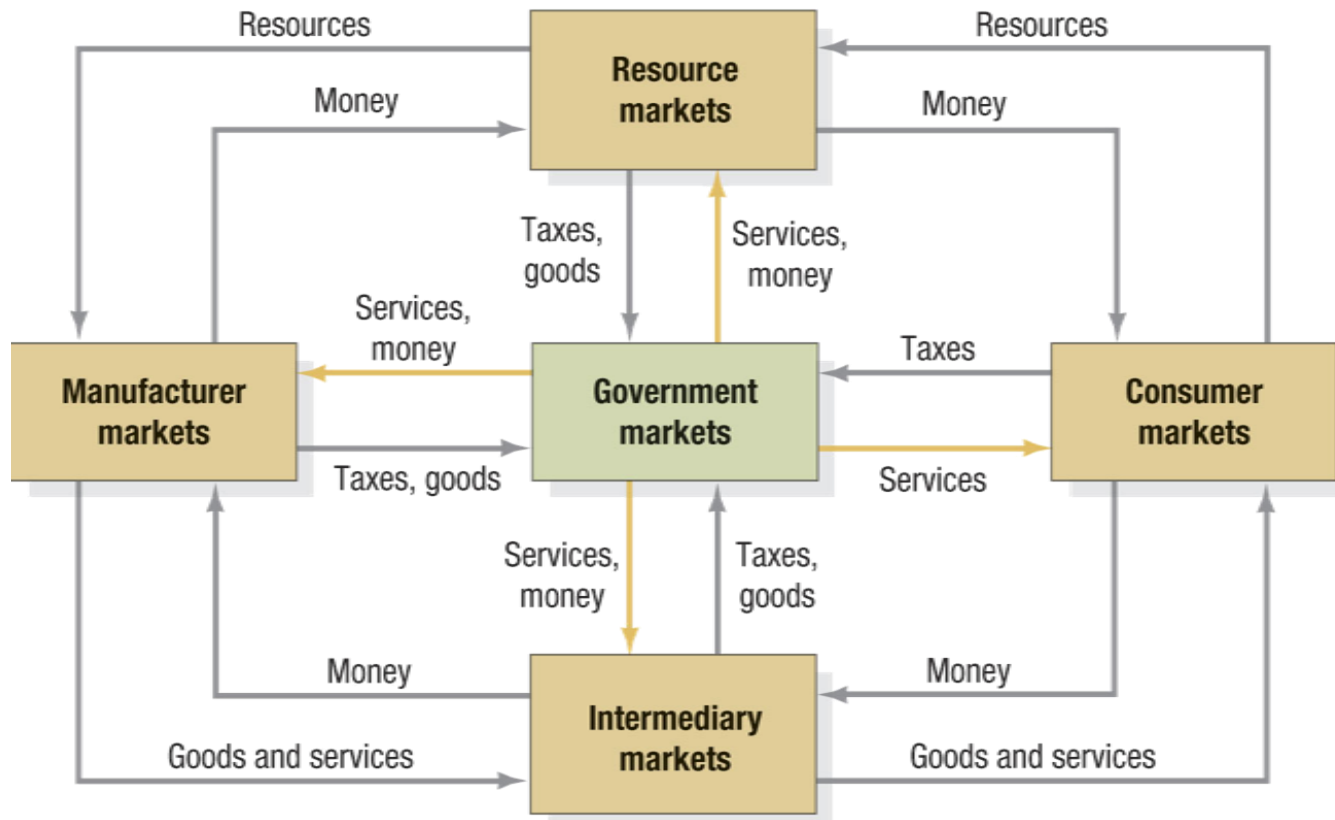 Resources
Resources
Resource
markets
Money
Money
Taxes,
goods
Services,
money
Services,
money
Taxes
Manufacturer
markets
Government
markets
Consumer
markets
Taxes, goods
Services
Services,
money
Taxes,
goods
Money
Money
Intermediary
markets
Goods and services
Goods and services